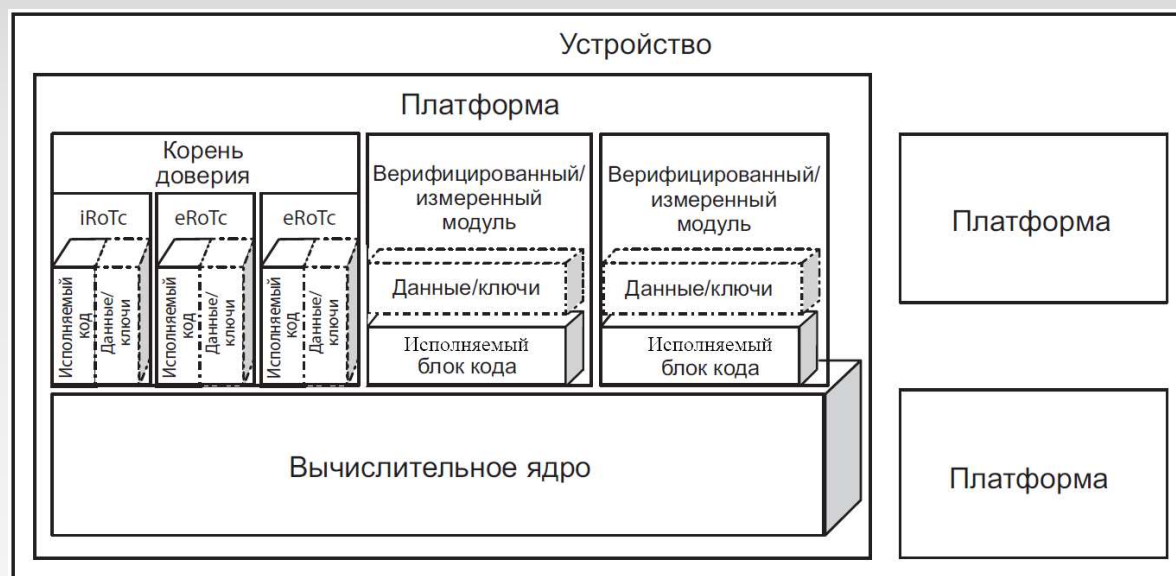 Устройство
Платформа
Корень
доверия
iRoTc
eRoTc
eRoTc
Исполняемый
код
Данные/
ключи
Исполняемый
код
Данные/
ключи
Исполняемый
код
Данные/
ключи
Верифицированный/
измеренный
модуль
Данные/ключи
Исполняемый
блок кода
Верифицированный/
измеренный
модуль
Данные/ключи
Исполняемый
блок кода
Вычислительное ядро
Платформа
Платформа